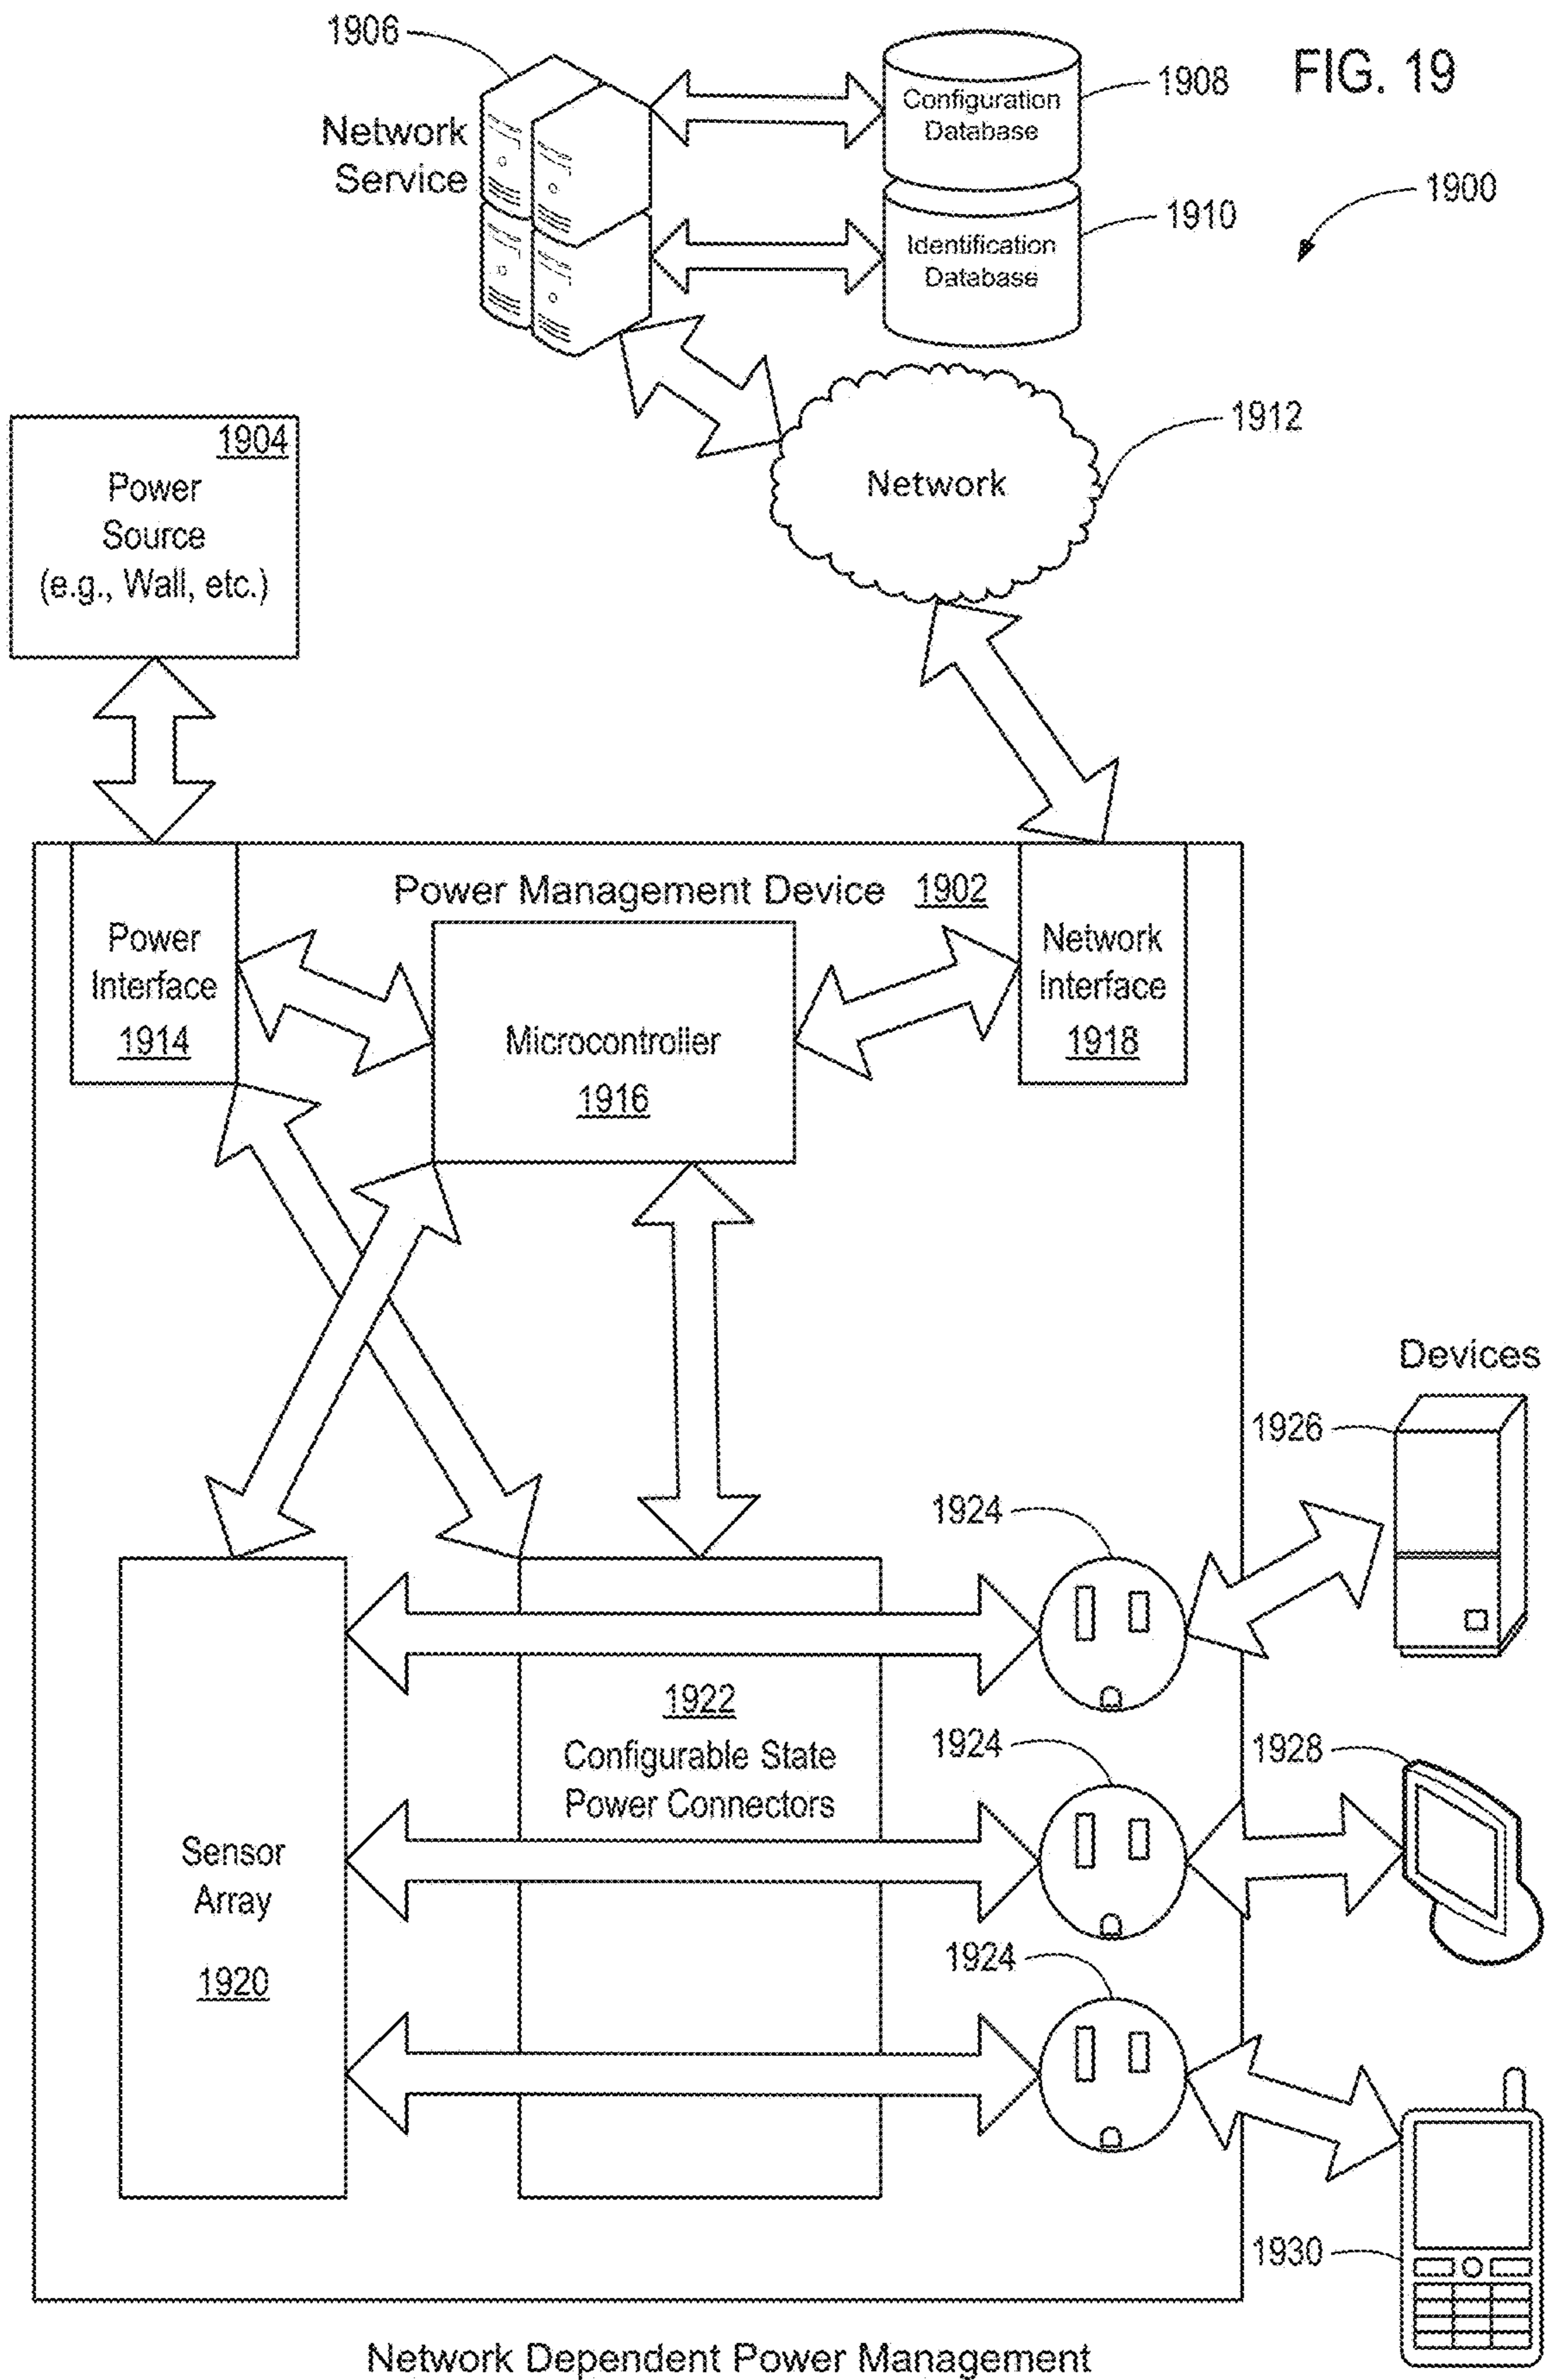 FIG. 19
1906
Network
Service
Configuration
Database
1908
1900
Identification
Database
1910
1904
Power
Source
(e.g., Wall, etc.)
Network
1912
Power Management Device 1902
Power
Interface
1914
Microcontroller
1916
Network
Interface
1918
Devices
1926
1924
1922
Configurable State
Power Connectors
1924
1928
Sensor
Array
1920
1924
1930
Network Dependent Power Management